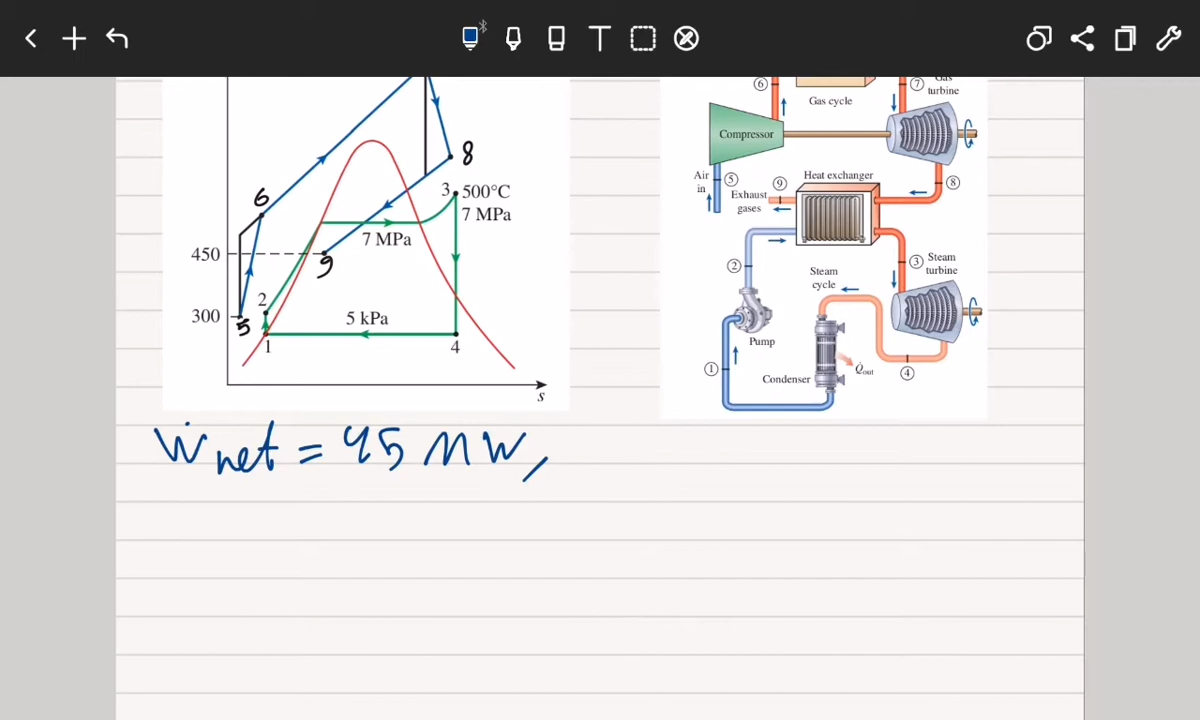 Gas
turbine
6
7
Gas cycle
Compressor
Air
in
5
9
Exhaust
gases
Heat exchanger
8
2
Steam
cycle
3
Steam
turbine
Pump
1
Condenser
Q̇out
4
8
3
500°C
7 MPa
6
7 MPa
450
9
300
5
2
5 kPa
1
4
s
Ẇnet = 45 MW,